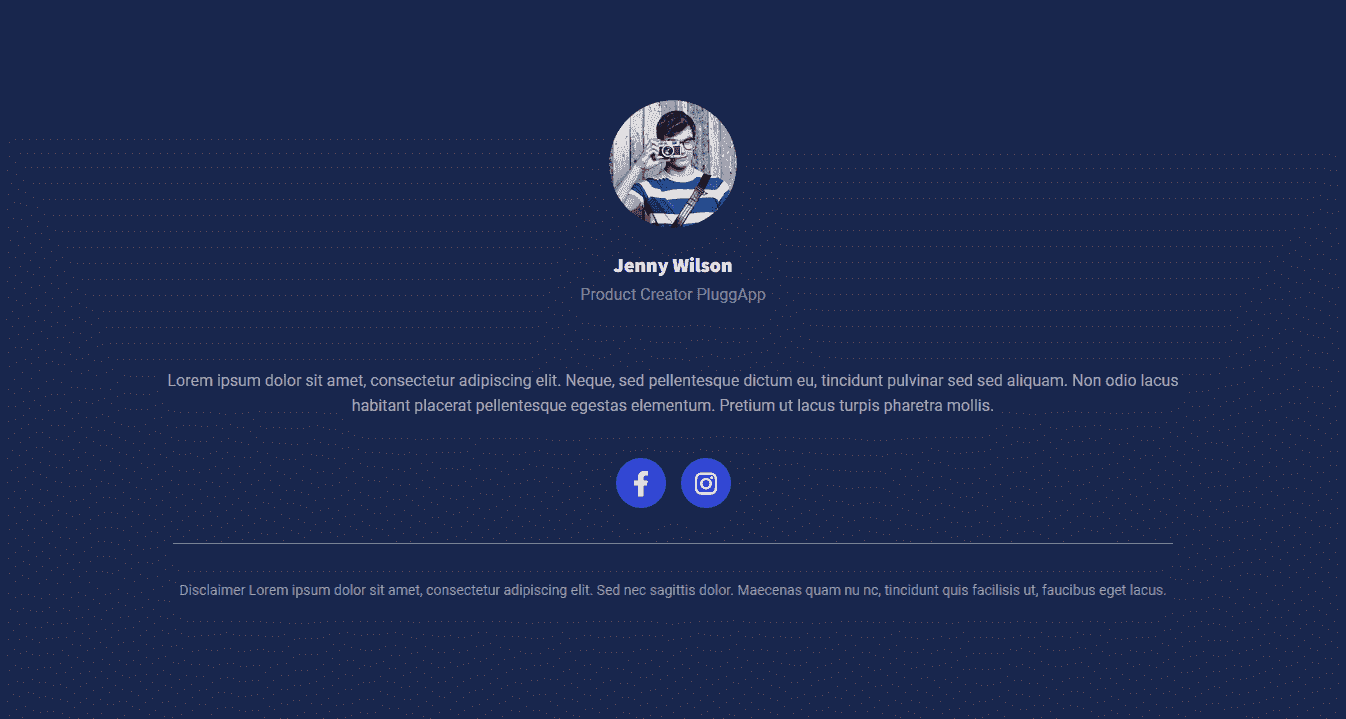 Jenny Wilson
Product Creator PluggApp
Lorem ipsum dolor sit amet, consectetur adipiscing elit. Neque, sed pellentesque dictum eu, tincidunt pulvinar sed sed aliquam. Non odio lacus
habitant placerat pellentesque egestas elementum. Pretium ut lacus turpis pharetra mollis.
Disclaimer Lorem ipsum dolor sit amet, consectetur adipiscing elit. Sed nec sagittis dolor. Maecenas quam nu nc, tincidunt quis facilisis ut, faucibus eget lacus.